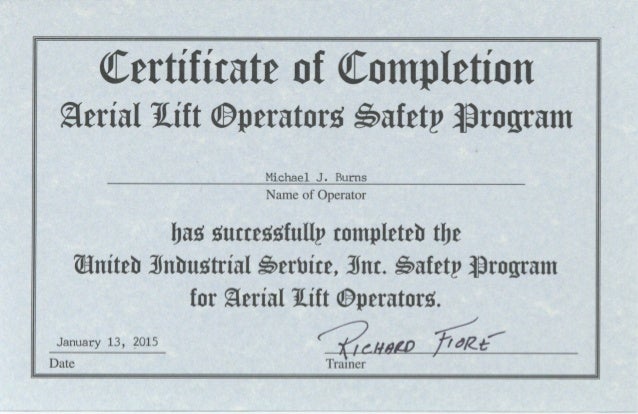 Certificate of Completion
Aerial Lift Operators Safety Program
Michael J. Burns
Name of Operator
has successfully completed the
United Industrial Service, Inc. Safety Program
for Aerial Lift Operators.
January 13, 2015
Richard Fiore
Date
Trainer